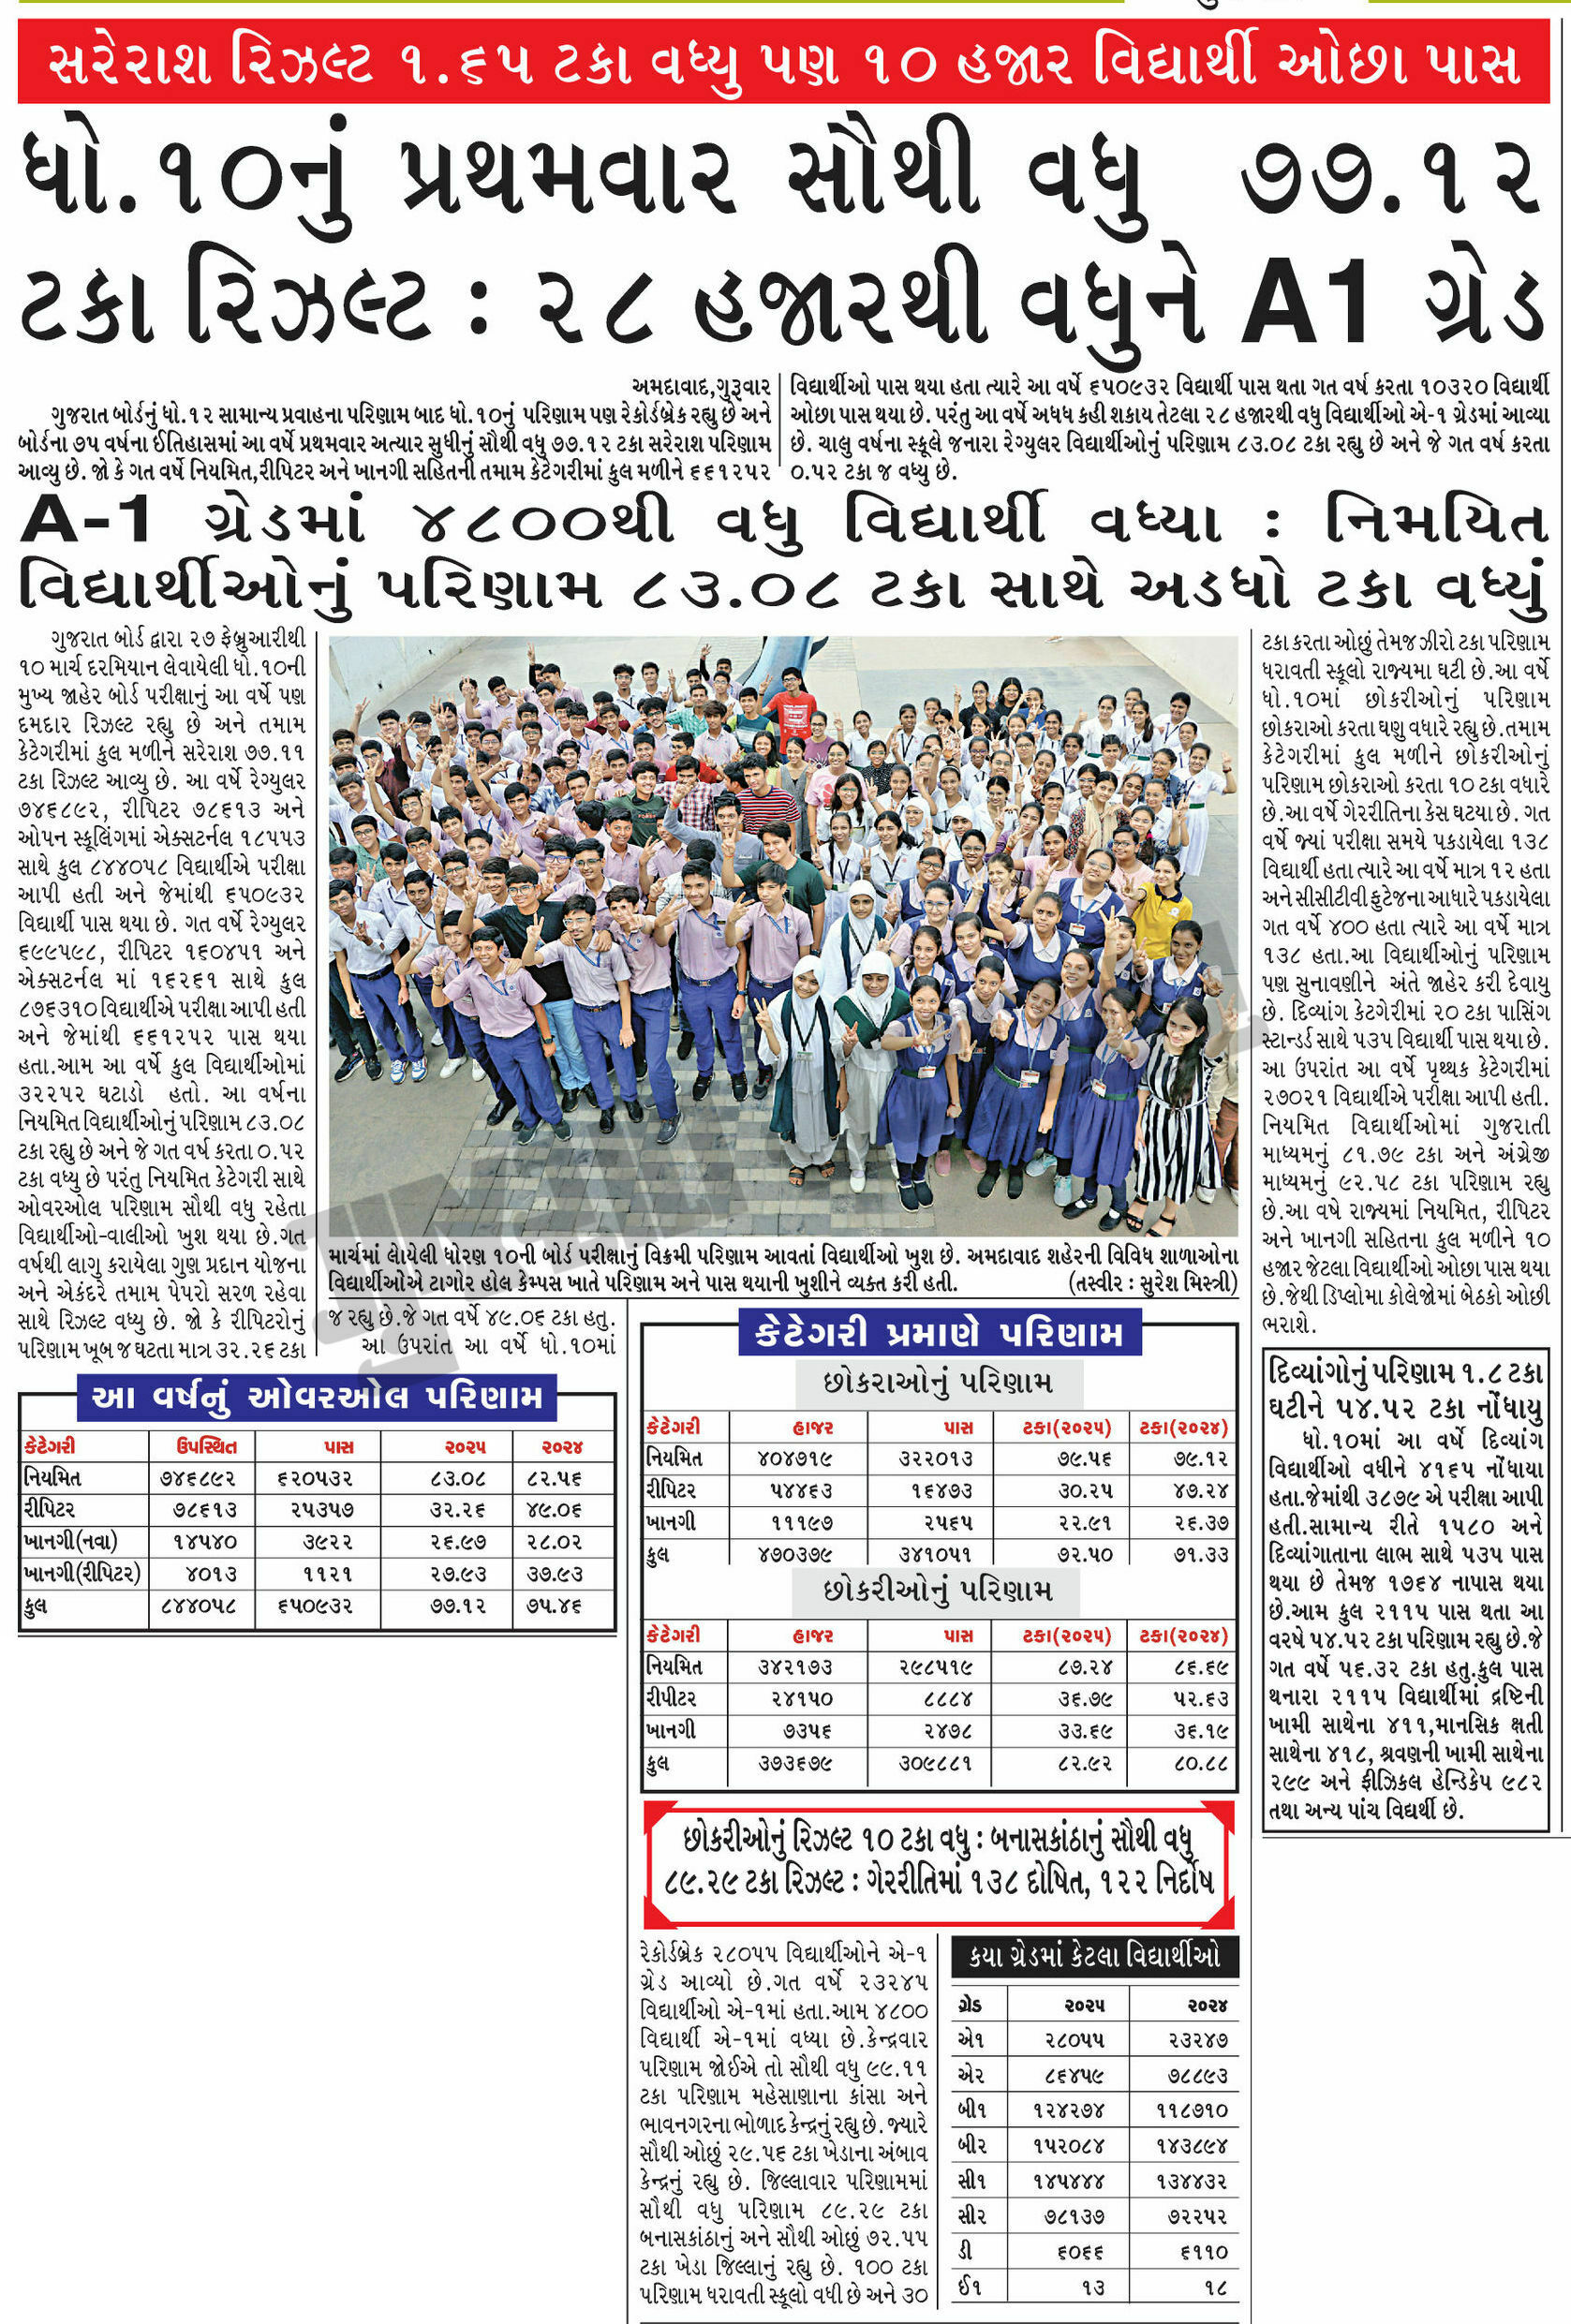 સરેરાશ રિઝલ્ટ ૧.૬૫ ટકા વધ્યુ પણ ૧૦ હજાર વિદ્યાર્થી ઓછા પાસ
ધો.૧૦નું પ્રથમવાર સૌથી વધુ ૭૭.૧૨
ટકા રિઝલ્ટ : ૨૮ હજારથી વધુને A1 ગ્રેડ
અમદાવાદ,ગુરૂવાર
ગુજરાત બોર્ડનું ધો.૧૨ સામાન્ય પ્રવાહના પરિણામ બાદ ધો.૧૦નું પરિણામ પણ રેકોર્ડબ્રેક રહ્યુ છે અને
બોર્ડના ૭૫ વર્ષના ઈતિહાસમાં આ વર્ષે પ્રથમવાર અત્યાર સુધીનું સૌથી વધુ ૭૭.૧૨ ટકા સરેરાશ પરિણામ
આવ્યુ છે. જો કે ગત વર્ષે નિયમિત,રીપિટર અને ખાનગી સહિતની તમામ કેટેગરીમાં કુલ મળીને ૬૬૧૨૫૨
વિદ્યાર્થીઓ પાસ થયા હતા ત્યારે આ વર્ષે ૬૫૦૯૩૨ વિદ્યાર્થી પાસ થતા ગત વર્ષ કરતા ૧૦૩૨૦ વિદ્યાર્થી
ઓછા પાસ થયા છે. પરંતુ આ વર્ષે અધધ કહી શકાય તેટલા ૨૮ હજારથી વધુ વિદ્યાર્થીઓ એ-૧ ગ્રેડમાં આવ્યા
છે. ચાલુ વર્ષના સ્કૂલે જનારા રેગ્યુલર વિદ્યાર્થીઓનું પરિણામ ૮૩.૦૮ ટકા રહ્યુ છે અને જે ગત વર્ષ કરતા
૦.૫૨ ટકા જ વધ્યુ છે.
A-1 ગ્રેડમાં ૪૮૦૦થી વધુ વિદ્યાર્થી વધ્યા : નિમયિત
વિદ્યાર્થીઓનું પરિણામ ૮૩.૦૮ ટકા સાથે અડધો ટકા વધ્યું
ગુજરાત બોર્ડ દ્વારા ૨૭ ફેબ્રુઆરીથી
૧૦ માર્ચ દરમિયાન લેવાયેલી ધો.૧૦ની
મુખ્ય જાહેર બોર્ડ પરીક્ષાનું આ વર્ષે પણ
દમદાર રિઝલ્ટ રહ્યુ છે અને તમામ
કેટેગરીમાં કુલ મળીને સરેરાશ ૭૭.૧૧
ટકા રિઝલ્ટ આવ્યુ છે. આ વર્ષે રેગ્યુલર
૭૪૬૮૯૨, રીપિટર ૭૮૬૧૩ અને
ઓપન સ્કૂલિંગમાં એક્સટર્નલ ૧૮૫૫૩
સાથે કુલ ૮૪૪૦૫૮ વિદ્યાર્થીએ પરીક્ષા
આપી હતી અને જેમાંથી ૬૫૦૯૩૨
વિદ્યાર્થી પાસ થયા છે. ગત વર્ષે રેગ્યુલર
૬૯૯૫૯૮, રીપિટર ૧૬૦૪૫૧ અને
એક્સટર્નલ માં ૧૬૨૬૧ સાથે કુલ
૮૭૬૩૧૦ વિદ્યાર્થીએ પરીક્ષા આપી હતી
અને જેમાંથી ૬૬૧૨૫૨ પાસ થયા
હતા.આમ આ વર્ષે કુલ વિદ્યાર્થીઓમાં
૩૨૨૫૨ ઘટાડો હતો. આ વર્ષના
નિયમિત વિદ્યાર્થીઓનું પરિણામ ૮૩.૦૮
ટકા રહ્યુ છે અને જે ગત વર્ષ કરતા ૦.૫૨
ટકા વધ્યુ છે પરંતુ નિયમિત કેટેગરી સાથે
ઓવરઓલ પરિણામ સૌથી વધુ રહેતા
વિદ્યાર્થીઓ-વાલીઓ ખુશ થયા છે.ગત
વર્ષથી લાગુ કરાયેલા ગુણ પ્રદાન યોજના
અને એકંદરે તમામ પેપરો સરળ રહેવા
સાથે રિઝલ્ટ વધ્યુ છે. જો કે રીપિટરોનું
પરિણામ ખૂબ જ ઘટતા માત્ર ૩૨.૨૬ ટકા
માર્ચમાં લેાયેલી ધોરણ ૧૦ની બોર્ડ પરીક્ષાનું વિક્રમી પરિણામ આવતાં વિદ્યાર્થીઓ ખુશ છે. અમદાવાદ શહેરની વિવિધ શાળાઓના
વિદ્યાર્થીઓએ ટાગોર હોલ કેમ્પસ ખાતે પરિણામ અને પાસ થયાની ખુશીને વ્યક્ત કરી હતી. (તસ્વીર : સુરેશ મિસ્ત્રી)
જ રહ્યુ છે.જે ગત વર્ષે ૪૯.૦૬ ટકા હતુ.
આ ઉપરાંત આ વર્ષે ધો.૧૦માં
આ વર્ષનું ઓવરઓલ પરિણામ
કેટેગરી ઉપસ્થિત પાસ ૨૦૨૫ ૨૦૨૪
નિયમિત ૭૪૬૮૯૨ ૬૨૦૫૩૨ ૮૩.૦૮ ૮૨.૫૬
રીપિટર ૭૮૬૧૩ ૨૫૩૫૭ ૩૨.૨૬ ૪૯.૦૬
ખાનગી(નવા) ૧૪૫૪૦ ૩૯૨૨ ૨૬.૯૭ ૨૮.૦૨
ખાનગી(રીપિટર) ૪૦૧૩ ૧૧૨૧ ૨૭.૯૩ ૩૭.૯૩
કુલ ૮૪૪૦૫૮ ૬૫૦૯૩૨ ૭૭.૧૨ ૭૫.૪૬
કેટેગરી પ્રમાણે પરિણામ
છોકરાઓનું પરિણામ
કેટેગરી હાજર પાસ ટકા(૨૦૨૫) ટકા(૨૦૨૪)
નિયમિત ૪૦૪૭૧૯ ૩૨૨૦૧૩ ૭૯.૫૬ ૭૯.૧૨
રીપિટર ૫૪૪૬૩ ૧૬૪૭૩ ૩૦.૨૫ ૪૭.૨૪
ખાનગી ૧૧૧૯૭ ૨૫૬૫ ૨૨.૯૧ ૨૬.૩૭
કુલ ૪૭૦૩૭૯ ૩૪૧૦૫૧ ૭૨.૫૦ ૭૧.૩૩
છોકરીઓનું પરિણામ
કેટેગરી હાજર પાસ ટકા(૨૦૨૫) ટકા(૨૦૨૪)
નિયમિત ૩૪૨૧૭૩ ૨૯૮૫૧૯ ૮૭.૨૪ ૮૬.૬૯
રીપીટર ૨૪૧૫૦ ૮૮૮૪ ૩૬.૭૯ ૫૨.૬૩
ખાનગી ૭૩૫૬ ૨૪૭૮ ૩૩.૬૯ ૩૬.૧૯
કુલ ૩૭૩૬૭૯ ૩૦૯૮૮૧ ૮૨.૯૨ ૮૦.૮૮
છોકરીઓનું રિઝલ્ટ ૧૦ ટકા વધુ : બનાસકાંઠાનું સૌથી વધુ
૮૯.૨૯ ટકા રિઝલ્ટ : ગેરરીતિમાં ૧૩૮ દોષિત, ૧૨૨ નિર્દોષ
રેકોર્ડબ્રેક ૨૮૦૫૫ વિદ્યાર્થીઓને એ-૧
ગ્રેડ આવ્યો છે.ગત વર્ષે ૨૩૨૪૫
વિદ્યાર્થીઓ એ-૧માં હતા.આમ ૪૮૦૦
વિદ્યાર્થી એ-૧માં વધ્યા છે.કેન્દ્રવાર
પરિણામ જોઈએ તો સૌથી વધુ ૯૯.૧૧
ટકા પરિણામ મહેસાણાના કાંસા અને
ભાવનગરના ભોળાદ કેન્દ્રનું રહ્યુ છે. જ્યારે
સૌથી ઓછું ૨૯.૫૬ ટકા ખેડાના અંબાવ
કેન્દ્રનું રહ્યુ છે. જિલ્લાવાર પરિણામમાં
સૌથી વધુ પરિણામ ૮૯.૨૯ ટકા
બનાસકાંઠાનું અને સૌથી ઓછું ૭૨.૫૫
ટકા ખેડા જિલ્લાનું રહ્યુ છે. ૧૦૦ ટકા
પરિણામ ધરાવતી સ્કૂલો વધી છે અને ૩૦
કયા ગ્રેડમાં કેટલા વિદ્યાર્થીઓ
ગ્રેડ ૨૦૨૫ ૨૦૨૪
એ૧ ૨૮૦૫૫ ૨૩૨૪૭
એ૨ ૮૬૪૫૯ ૭૮૮૯૩
બી૧ ૧૨૪૨૭૪ ૧૧૮૭૧૦
બી૨ ૧૫૨૦૮૪ ૧૪૩૮૯૪
સી૧ ૧૪૫૪૪૪ ૧૩૪૪૩૨
સી૨ ૭૮૧૩૭ ૭૨૨૫૨
ડી ૬૦૬૬ ૬૧૧૦
ઈ૧ ૧૩ ૧૮
ટકા કરતા ઓછું તેમજ ઝીરો ટકા પરિણામ
ધરાવતી સ્કૂલો રાજ્યમા ઘટી છે.આ વર્ષે
ધો.૧૦માં છોકરીઓનું પરિણામ
છોકરાઓ કરતા ઘણુ વધારે રહ્યુ છે.તમામ
કેટેગરીમાં કુલ મળીને છોકરીઓનું
પરિણામ છોકરાઓ કરતા ૧૦ ટકા વધારે
છે.આ વર્ષે ગેરરીતિના કેસ ઘટયા છે. ગત
વર્ષે જ્યાં પરીક્ષા સમયે પકડાયેલા ૧૩૮
વિદ્યાર્થી હતા ત્યારે આ વર્ષે માત્ર ૧૨ હતા
અને સીસીટીવી ફુટેજના આધારે પકડાયેલા
ગત વર્ષે ૪૦૦ હતા ત્યારે આ વર્ષે માત્ર
૧૩૮ હતા.આ વિદ્યાર્થીઓનું પરિણામ
પણ સુનાવણીને અંતે જાહેર કરી દેવાયુ
છે. દિવ્યાંગ કેટગેરીમાં ૨૦ ટકા પાસિંગ
સ્ટાન્ડર્ડ સાથે ૫૩૫ વિદ્યાર્થી પાસ થયા છે.
આ ઉપરાંત આ વર્ષે પૃથ્થક કેટેગરીમાં
૨૭૦૨૧ વિદ્યાર્થીએ પરીક્ષા આપી હતી.
નિયમિત વિદ્યાર્થીઓમાં ગુજરાતી
માધ્યમનું ૮૧.૭૯ ટકા અને અંગ્રેજી
માધ્યમનું ૯૨.૫૮ ટકા પરિણામ રહ્યુ
છે.આ વષે રાજ્યમાં નિયમિત, રીપિટર
અને ખાનગી સહિતના કુલ મળીને ૧૦
હજાર જેટલા વિદ્યાર્થીઓ ઓછા પાસ થયા
છે.જેથી ડિપ્લોમા કોલેજોમાં બેઠકો ઓછી
ભરાશે.
દિવ્યાંગોનું પરિણામ ૧.૮ ટકા
ઘટીને ૫૪.૫૨ ટકા નોંધાયુ
ધો.૧૦માં આ વર્ષે દિવ્યાંગ
વિદ્યાર્થીઓ વધીને ૪૧૬૫ નોંધાયા
હતા.જેમાંથી ૩૮૭૯ એ પરીક્ષા આપી
હતી.સામાન્ય રીતે ૧૫૮૦ અને
દિવ્યાંગાતાના લાભ સાથે ૫૩૫ પાસ
થયા છે તેમજ ૧૭૬૪ નાપાસ થયા
છે.આમ કુલ ૨૧૧૫ પાસ થતા આ
વરષે ૫૪.૫૨ ટકા પરિણામ રહ્યુ છે.જે
ગત વર્ષે ૫૬.૩૨ ટકા હતુ.કુલ પાસ
થનારા ૨૧૧૫ વિદ્યાર્થીમાં દ્રષ્ટિની
ખામી સાથેના ૪૧૧,માનસિક ક્ષતી
સાથેના ૪૧૮, શ્રવણની ખામી સાથેના
૨૯૯ અને ફીઝિકલ હેન્ડિકેપ ૯૮૨
તથા અન્ય પાંચ વિદ્યર્થી છે.